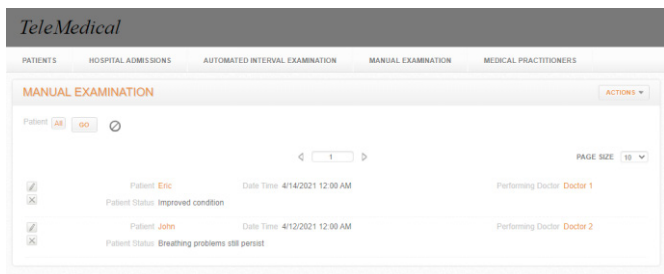 TeleMedical
PATIENTS HOSPITAL ADMISSIONS AUTOMATED INTERVAL EXAMINATION MANUAL EXAMINATION MEDICAL PRACTITIONERS
MANUAL EXAMINATION ACTIONS
Patient All GO
1 PAGE SIZE 10
Patient Eric Date Time 4/14/2021 12:00 AM Performing Doctor Doctor 1
Patient Status Improved condition
Patient John Date Time 4/12/2021 12:00 AM Performing Doctor Doctor 2
Patient Status Breathing problems still persist